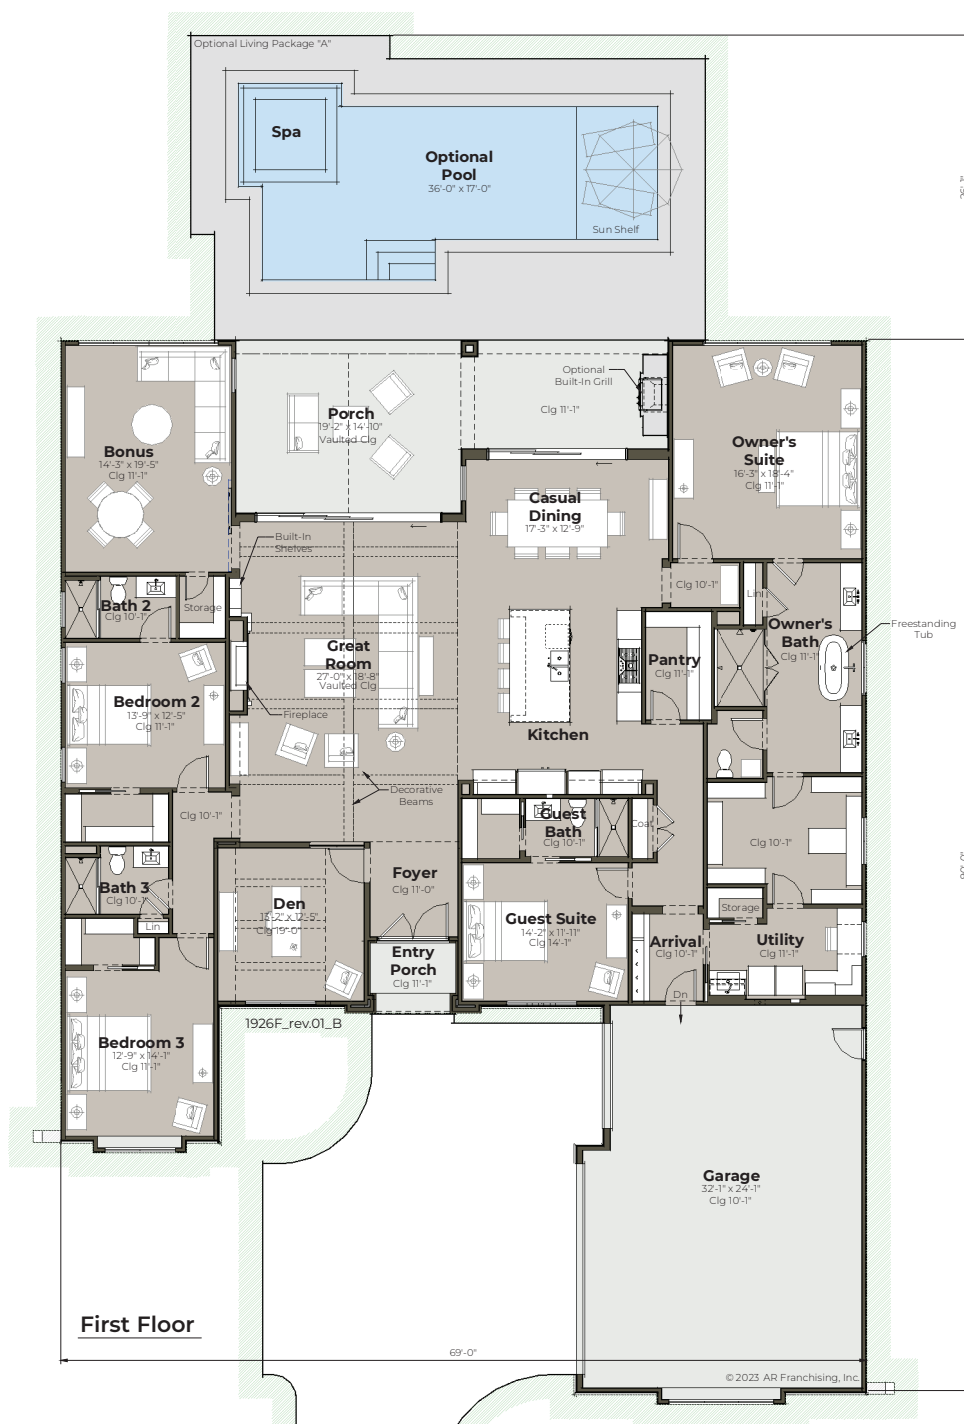 Optional Living Package "A"
Spa
Optional
Pool
36'-0" x 17'-0"
Sun Shelf
26'-1"
Optional
Built-In Grill
Clg 11'-1"
Porch
19'-2" x 14'-10"
Vaulted Clg
Bonus
14'-3" x 19'-5"
Clg 11'-1"
Owner's
Suite
16'-3" x 18'-4"
Clg 11'-1"
Casual
Dining
17'-3" x 12'-9"
Built-In
Shelves
Clg 10'-1"
Lin
Bath 2
Clg 10'-1"
Storage
Owner's
Bath
Clg 11'-1"
Freestanding
Tub
Great
Room
27'-0" x 18'-8"
Vaulted Clg
Pantry
Clg 11'-1"
Bedroom 2
13'-9" x 12'-5"
Clg 11'-1"
Fireplace
Kitchen
Decorative
Beams
Clg 10'-1"
Guest
Bath
Clg 10'-1"
Coat
Clg 10'-1"
90'-0"
Foyer
Clg 11'-0"
Bath 3
Clg 10'-1"
Lin
Den
13'-2" x 12'-5"
Clg 19'-0"
Guest Suite
14'-2" x 11'-11"
Clg 14'-1"
Storage
Arrival
Clg 10'-1"
Utility
Clg 11'-1"
Entry
Porch
Clg 11'-1"
Dn
1926F_rev.01_B
Bedroom 3
12'-9" x 14'-1"
Clg 11'-1"
Garage
32'-1" x 24'-1"
Clg 10'-1"
First Floor
69'-0"
© 2023 AR Franchising, Inc.